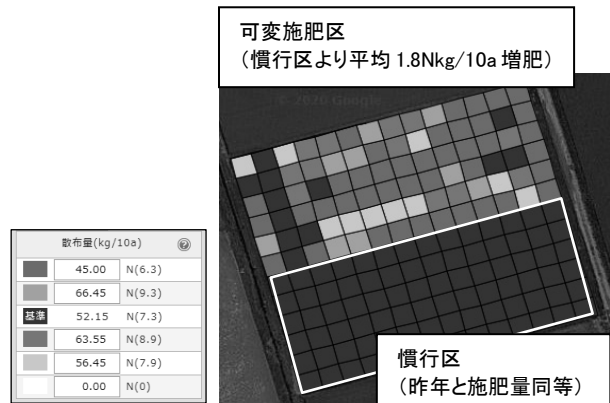 可変施肥区
（慣行区より平均 1.8Nkg/10a 増肥）
© 2020 Google
散布量(kg/10a) ?
45.00 N(6.3)
66.45 N(9.3)
基準 52.15 N(7.3)
63.55 N(8.9)
56.45 N(7.9)
0.00 N(0)
慣行区
（昨年と施肥量同等）